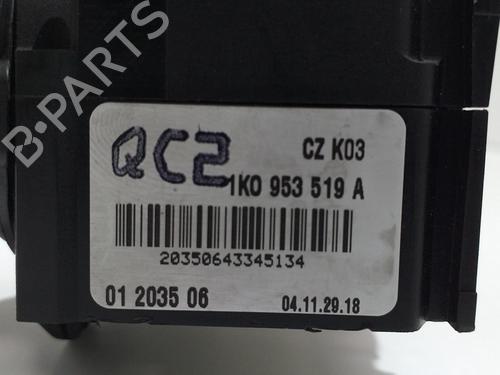 B-PARTS
QC2
CZ K03
1K0 953 519 A
20350643345134
01 2035 06
04.11.29.18